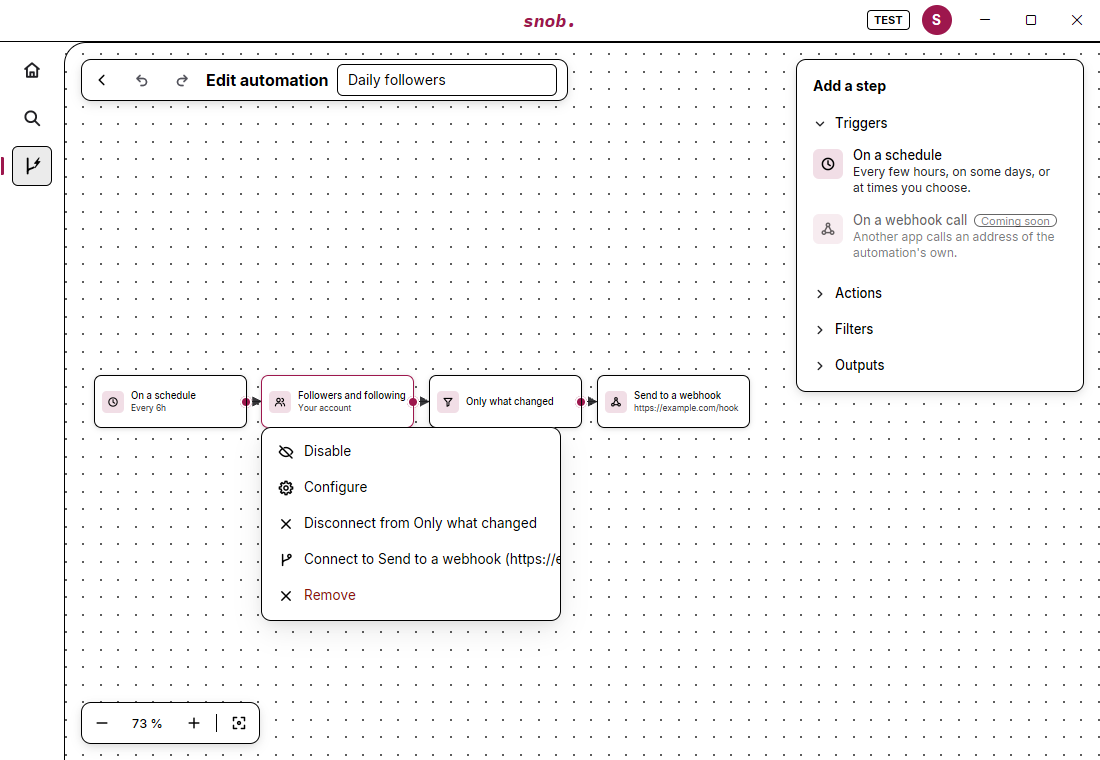 snob.
TEST
S
Edit automation
Daily followers
Add a step
Triggers
On a schedule
Every few hours, on some days, or
at times you choose.
On a webhook call
Coming soon
Another app calls an address of the
automation's own.
Actions
Filters
Outputs
On a schedule
Every 6h
Followers and following
Your account
Only what changed
Send to a webhook
https://example.com/hook
Disable
Configure
Disconnect from Only what changed
Connect to Send to a webhook (https://e
Remove
73 %